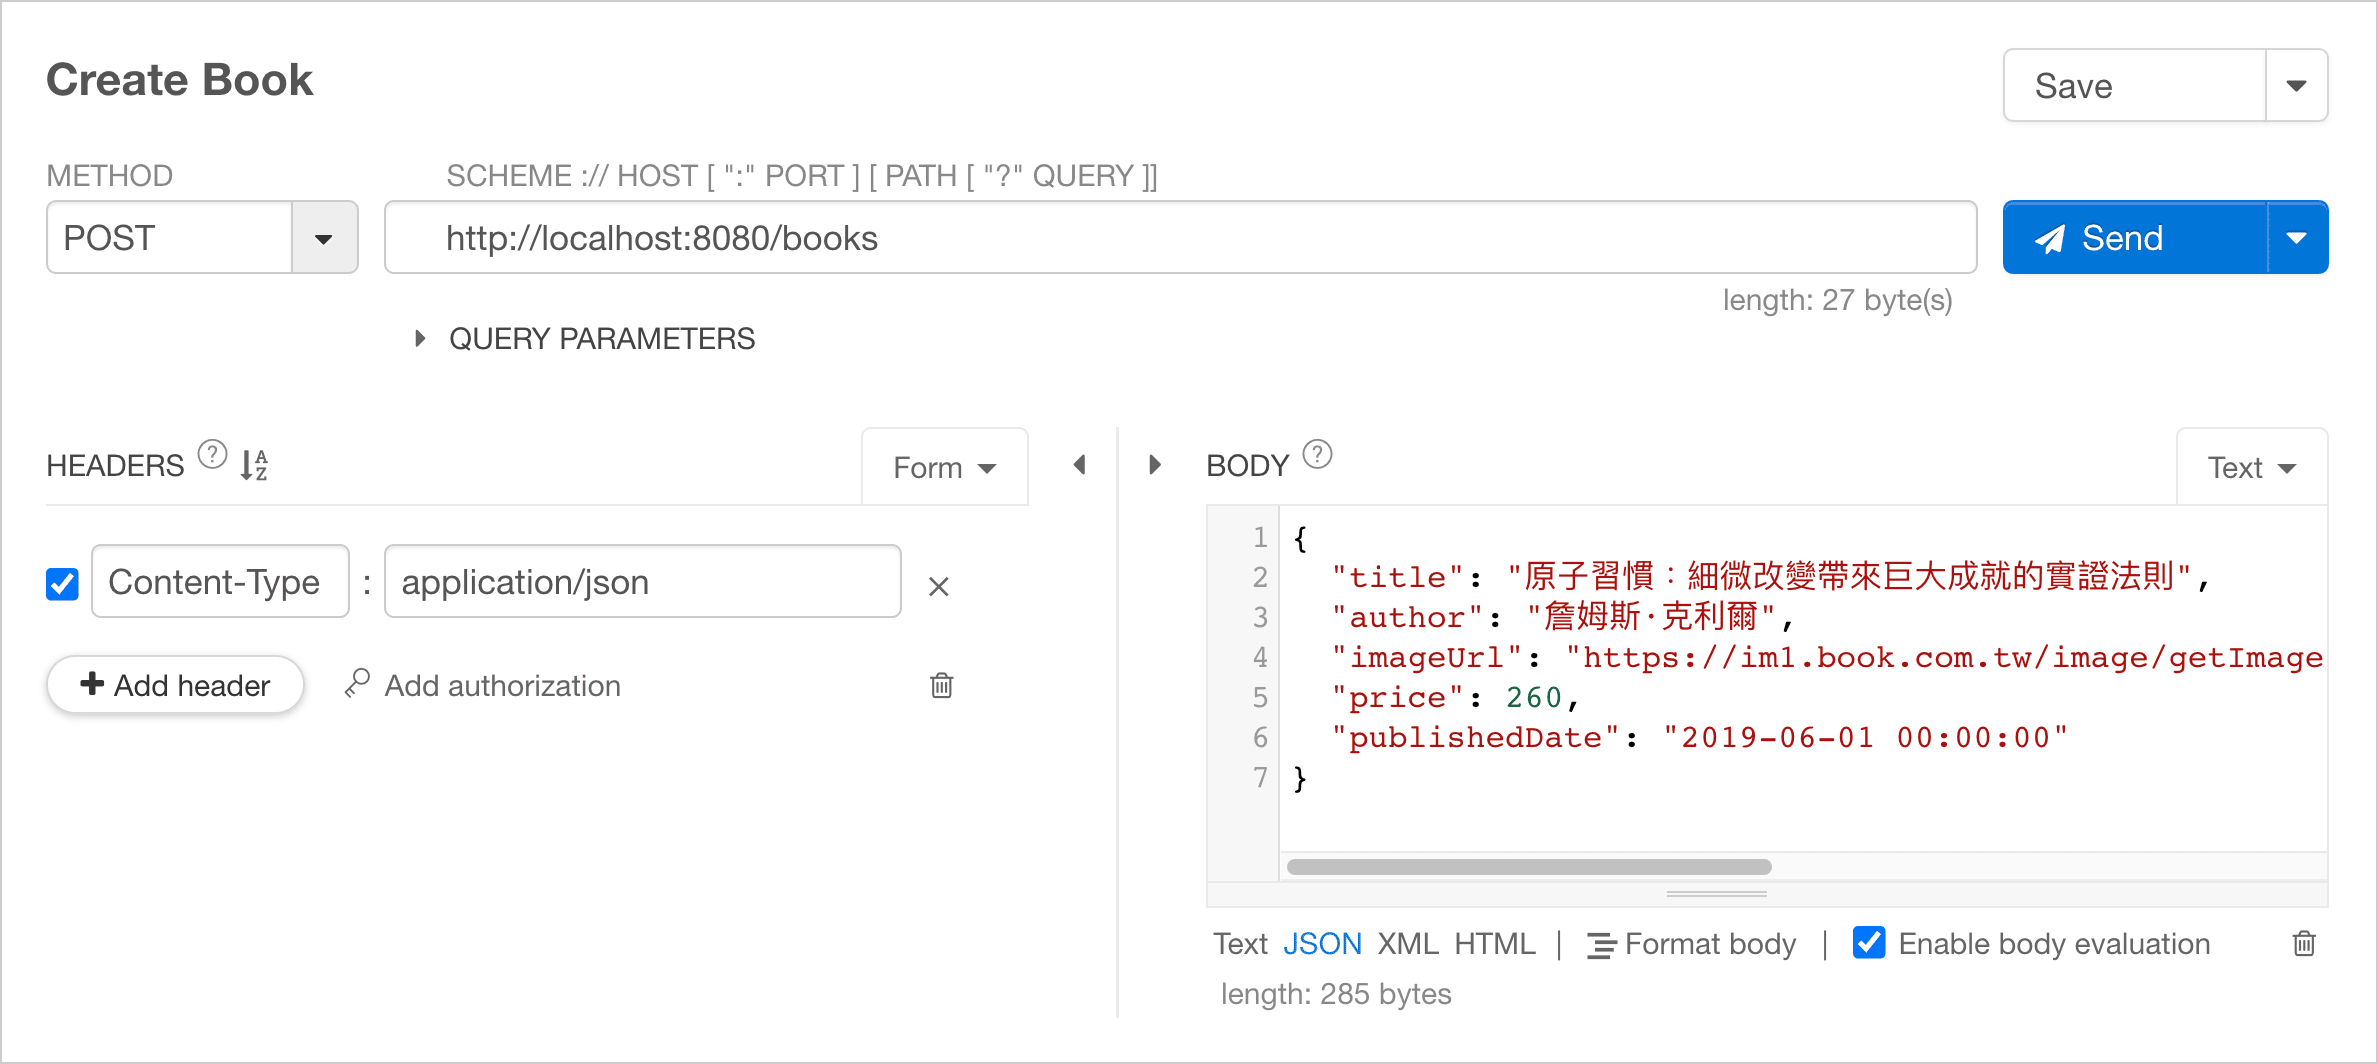 Create Book
Save
METHOD
SCHEME :// HOST [ ":" PORT ] [ PATH [ "?" QUERY ]]
POST
http://localhost:8080/books
Send
length: 27 byte(s)
QUERY PARAMETERS
HEADERS ? A Z
Form
BODY ?
Text
Content-Type : application/json
Add header
Add authorization
1 {
2 "title": "原子習慣：細微改變帶來巨大成就的實證法則",
3 "author": "詹姆斯·克利爾",
4 "imageUrl": "https://im1.book.com.tw/image/getImage
5 "price": 260,
6 "publishedDate": "2019-06-01 00:00:00"
7 }
Text JSON XML HTML | Format body | Enable body evaluation
length: 285 bytes